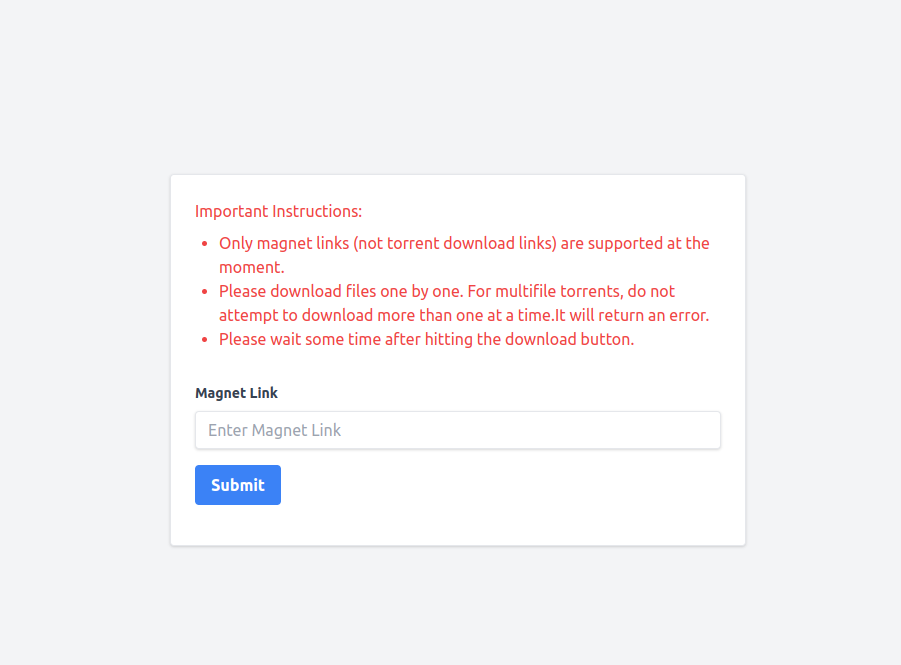 Important Instructions:
• Only magnet links (not torrent download links) are supported at the
moment.
• Please download files one by one. For multifile torrents, do not
attempt to download more than one at a time.It will return an error.
• Please wait some time after hitting the download button.
Magnet Link
Enter Magnet Link
Submit